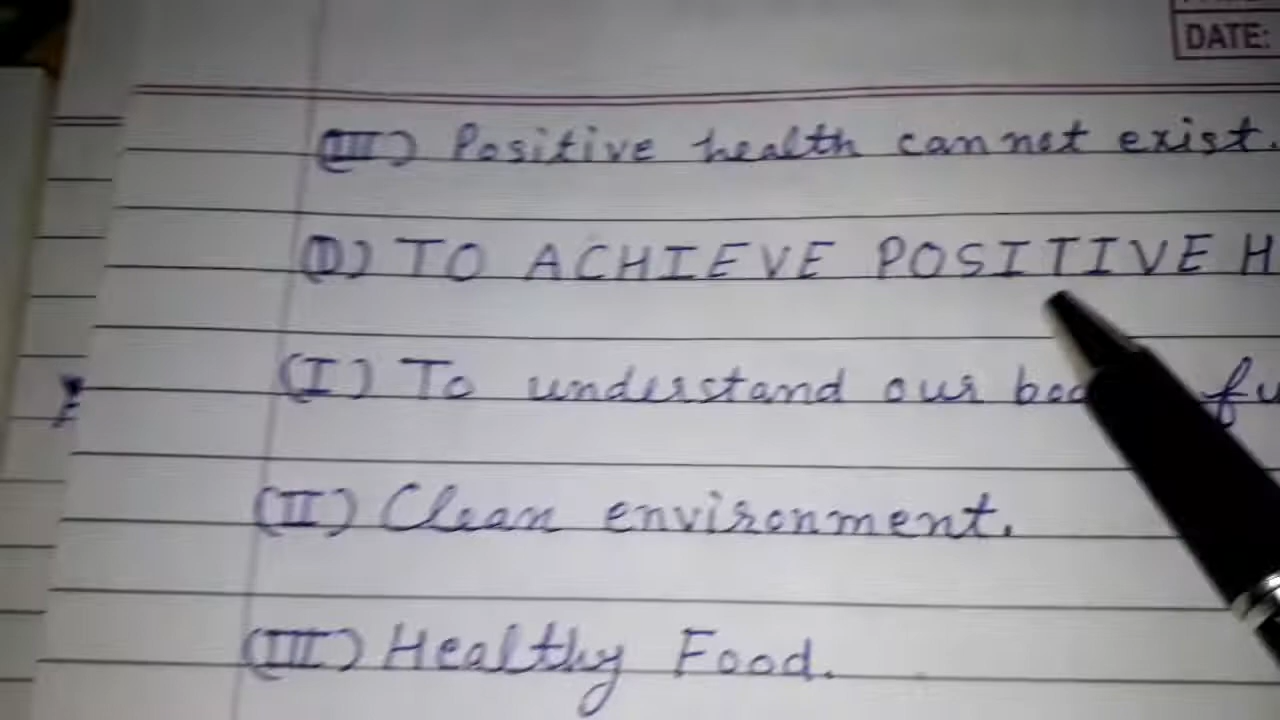 DATE:
(III) Positive health can not exist.
(D) TO ACHIEVE POSITIVE H
(I) To understand our
(II) Clean environment.
(III) Healthy Food.